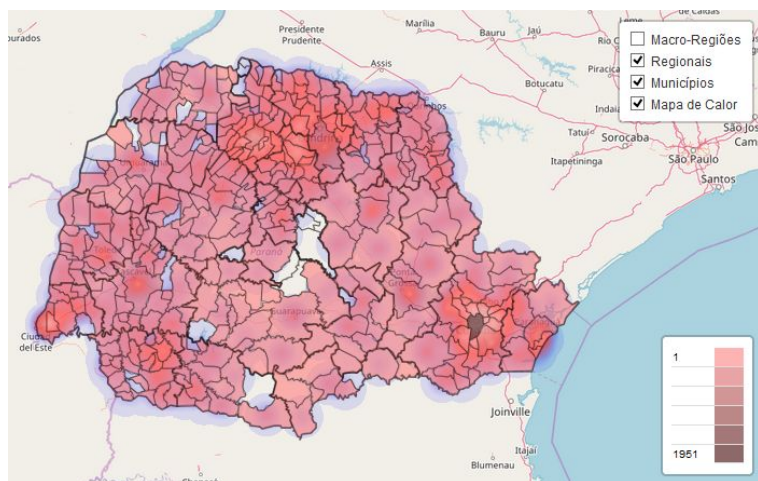 Presidente
Prudente
Marília
Bauru
Jaú
Leme
de Caldas
Rio C
Piracica
Assis
Botucatu
Indaia
Tatuí
Itapetininga
Sorocaba
São Paulo
São Jos
Cam
Santos
Macro-Regiões
Regionais
Municípios
Mapa de Calor
Paraná
Ponta
Grossa
Guarapuava
Ciud
del Este
Joinville
Itajaí
Blumenau
1
1951